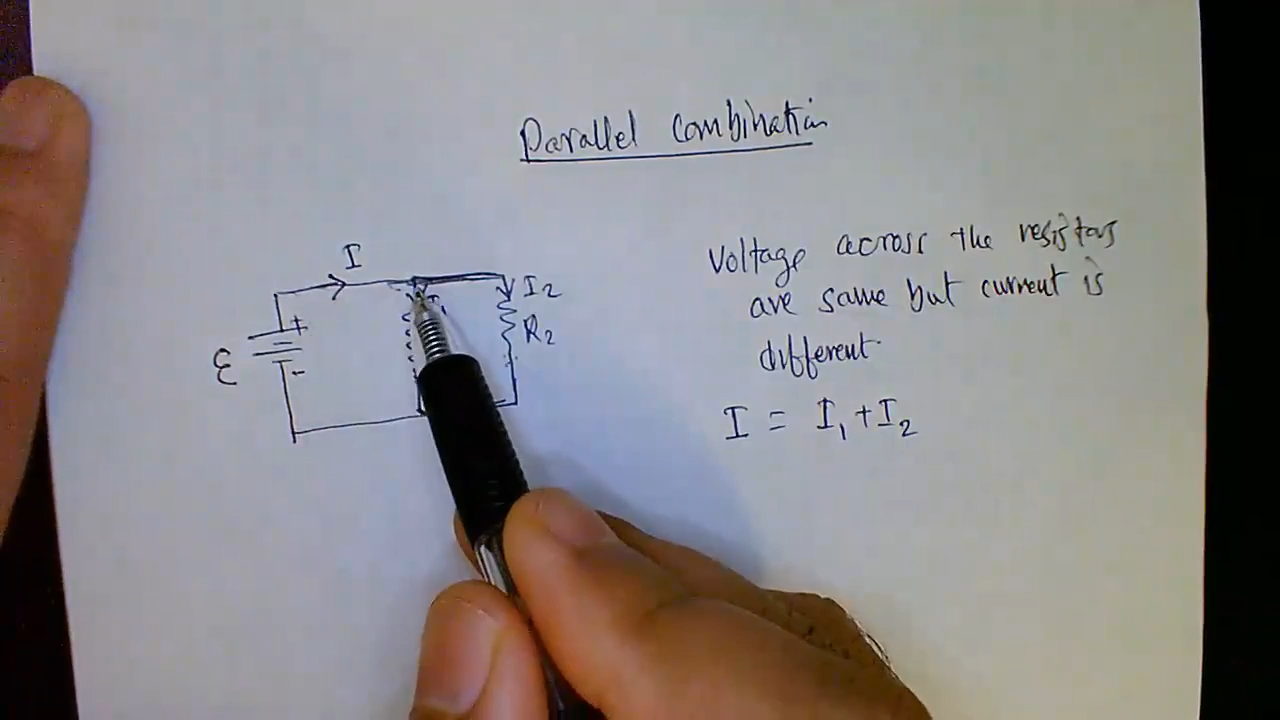 Parallel Combination
I
I2
R2
ε
+
-
Voltage across the resistors
are same but current is
different.
I = I1 + I2